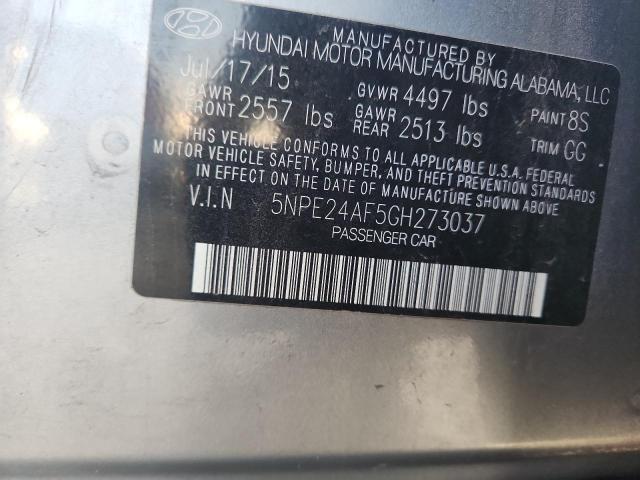 MANUFACTURED BY
HYUNDAI MOTOR MANUFACTURING ALABAMA, LLC
Jul/17/15
GAWR FRONT 2557 lbs
GVWR 4497 lbs
GAWR REAR 2513 lbs
PAINT 8S
TRIM GG
THIS VEHICLE CONFORMS TO ALL APPLICABLE U.S.A. FEDERAL
MOTOR VEHICLE SAFETY, BUMPER, AND THEFT PREVENTION STANDARDS
IN EFFECT ON THE DATE OF MANUFACTURE SHOWN ABOVE
V.I.N 5NPE24AF5GH273037
PASSENGER CAR